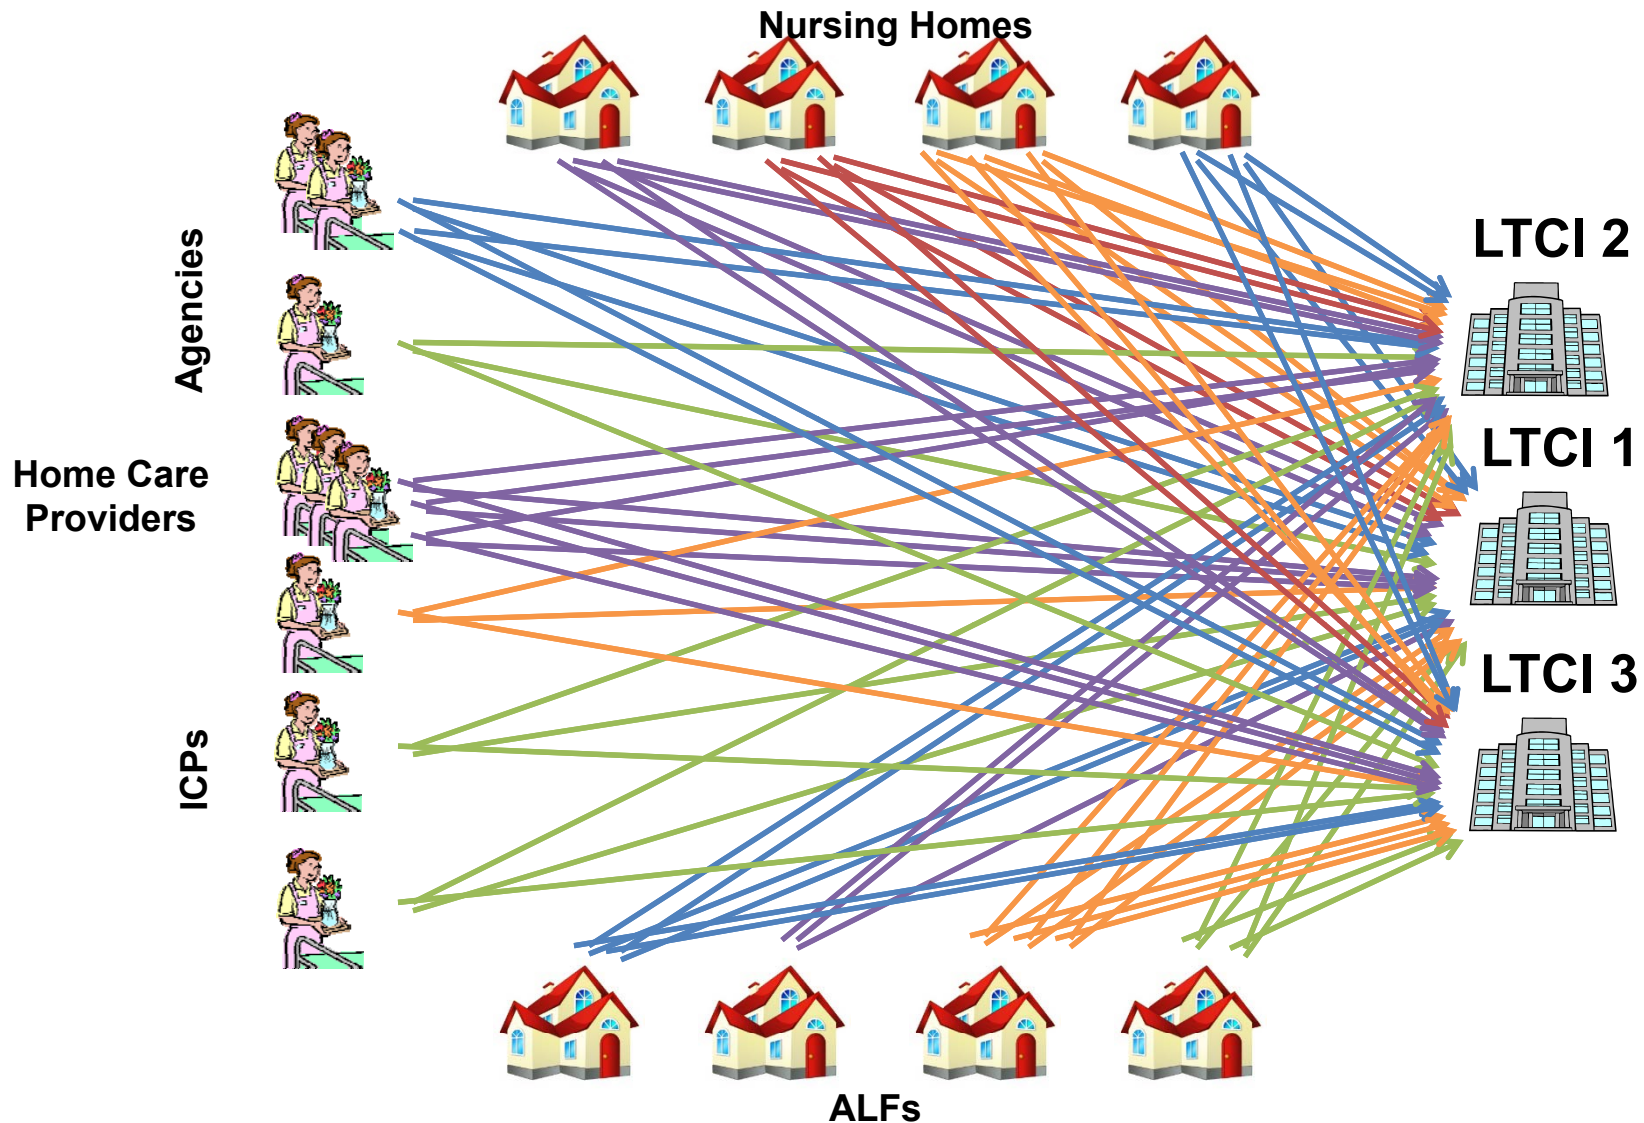 Nursing Homes
LTCI 2
Agencies
LTCI 1
Home Care
Providers
LTCI 3
ICPs
ALFs